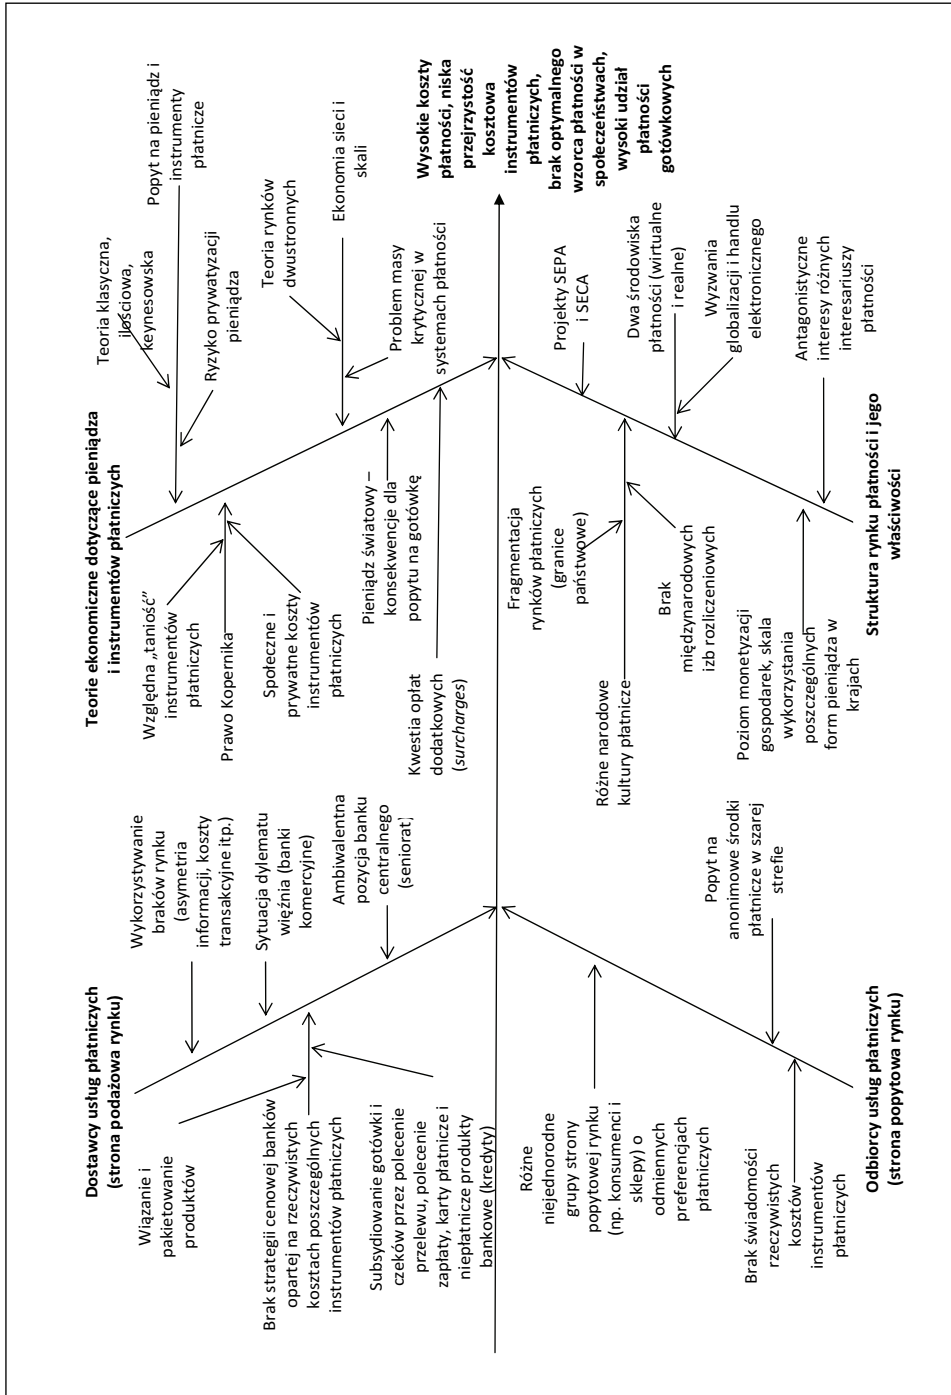 Dostawcy usług płatniczych
(strona podażowa rynku)
Wiązanie i
pakietowanie
produktów
Wykorzystywanie
braków rynku
(asymetria
informacji, koszty
transakcyjne itp.)
Sytuacja dylematu
więźnia (banki
komercyjne)
Brak strategii cenowej banków
opartej na rzeczywistych
kosztach poszczególnych
instrumentów płatniczych
Ambiwalentna
pozycja banku
centralnego
(seniorat)
Subsydiowanie gotówki i
czeków przez polecenie
przelewu, polecenie
zapłaty, karty płatnicze i
niepłatnicze produkty
bankowe (kredyty)
Teorie ekonomiczne dotyczące pieniądza
i instrumentów płatniczych
Teoria klasyczna,
ilościowa,
keynesowska
Popyt na pieniądz i
instrumenty
płatnicze
Ryzyko prywatyzacji
pieniądza
Względna „taniość”
instrumentów
płatniczych
Prawo Kopernika
Społeczne i
prywatne koszty
instrumentów
płatniczych
Teoria rynków
dwustronnych
Ekonomia sieci i
skali
Problem masy
krytycznej w
systemach płatności
Pieniądz światowy –
konsekwencje dla
popytu na gotówkę
Kwestia opłat
dodatkowych
(surcharges)
Wysokie koszty
płatności, niska
przejrzystość
kosztowa
instrumentów
płatniczych,
brak optymalnego
wzorca płatności w
społeczeństwach,
wysoki udział
płatności
gotówkowych
Różne
niejednorodne
grupy strony
popytowej rynku
(np. konsumenci i
sklepy) o
odmiennych
preferencjach
płatniczych
Popyt na
anonimowe środki
płatnicze w szarej
strefie
Brak świadomości
rzeczywistych
kosztów
instrumentów
płatniczych
Odbiorcy usług płatniczych
(strona popytowa rynku)
Fragmentacja
rynków płatniczych
(granice
państwowe)
Projekty SEPA
i SECA
Różne narodowe
kultury płatnicze
Brak
międzynarodowych
izb rozliczeniowych
Dwa środowiska
płatności (wirtualne
i realne)
Wyzwania
globalizacji i handlu
elektronicznego
Poziom monetyzacji
gospodarek, skala
wykorzystania
poszczególnych
form pieniądza w
krajach
Antagonistyczne
interesy różnych
interesariuszy
płatności
Struktura rynku płatności i jego
właściwości